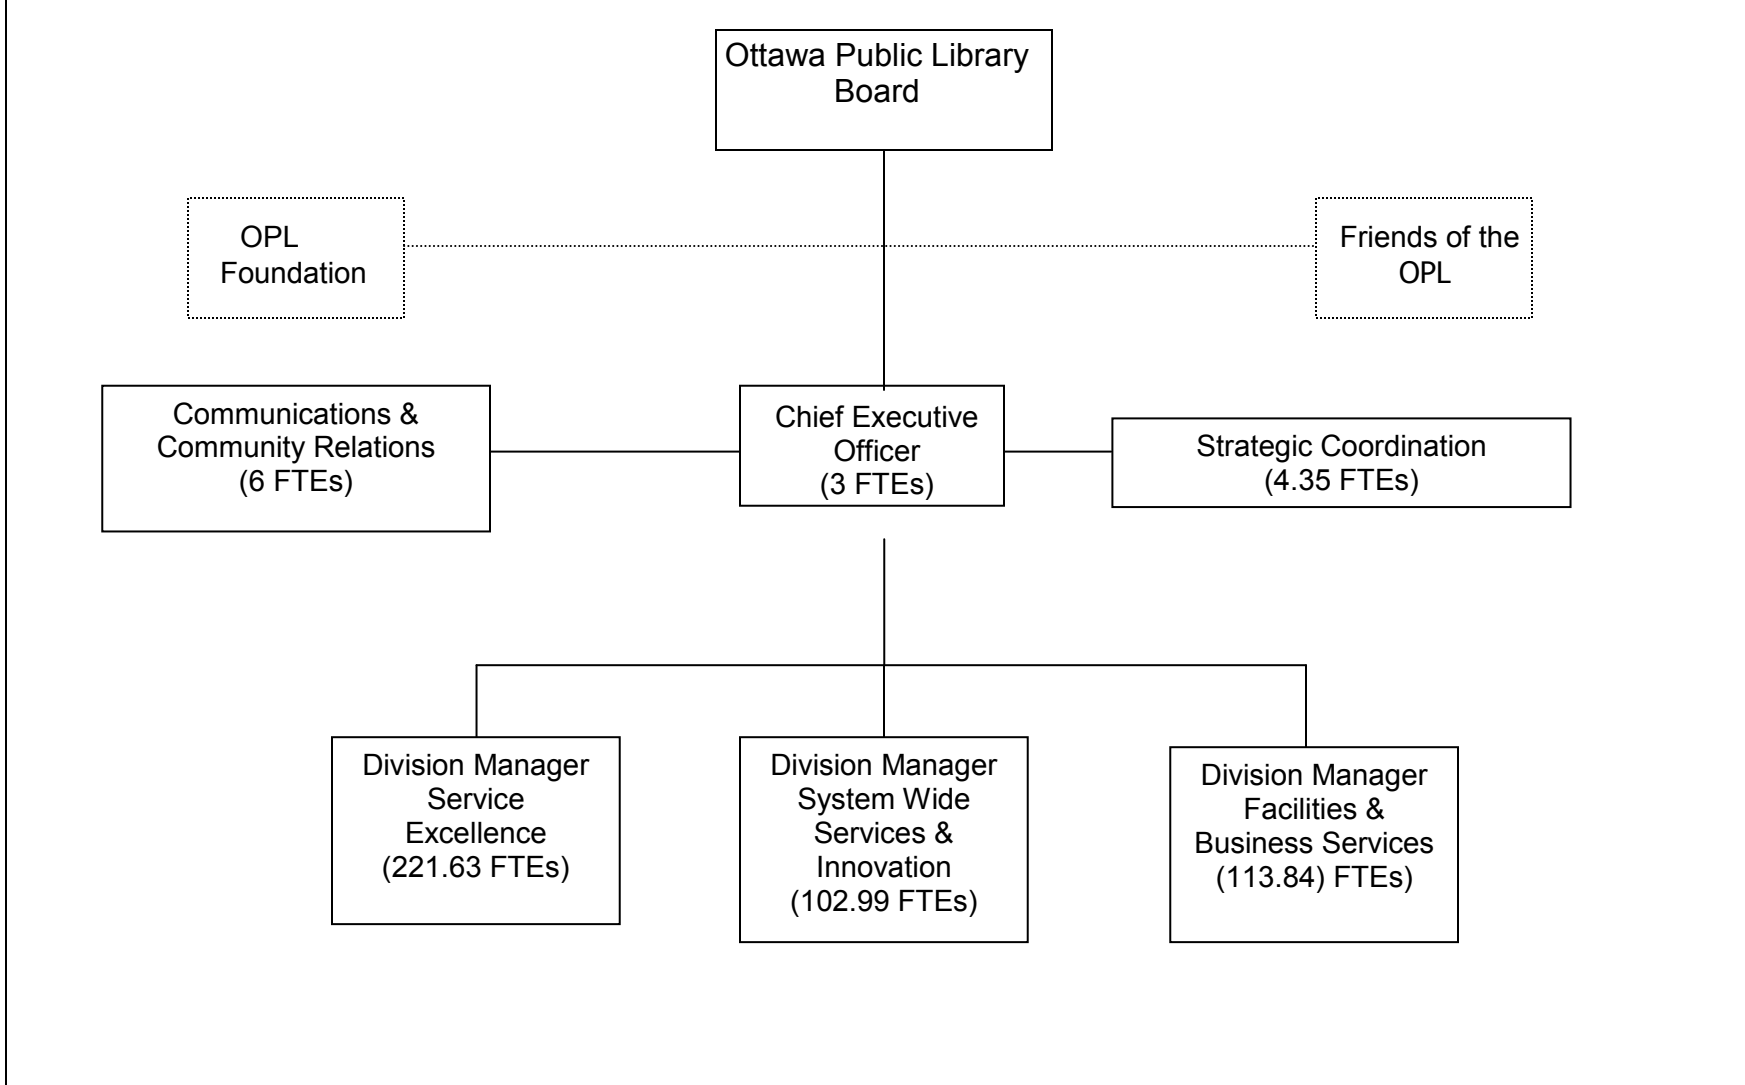 Ottawa Public Library
Board
OPL
Foundation
Friends of the
OPL
Communications &
Community Relations
(6 FTEs)
Chief Executive
Officer
(3 FTEs)
Strategic Coordination
(4.35 FTEs)
Division Manager
Service
Excellence
(221.63 FTEs)
Division Manager
System Wide
Services &
Innovation
(102.99 FTEs)
Division Manager
Facilities &
Business Services
(113.84) FTEs)